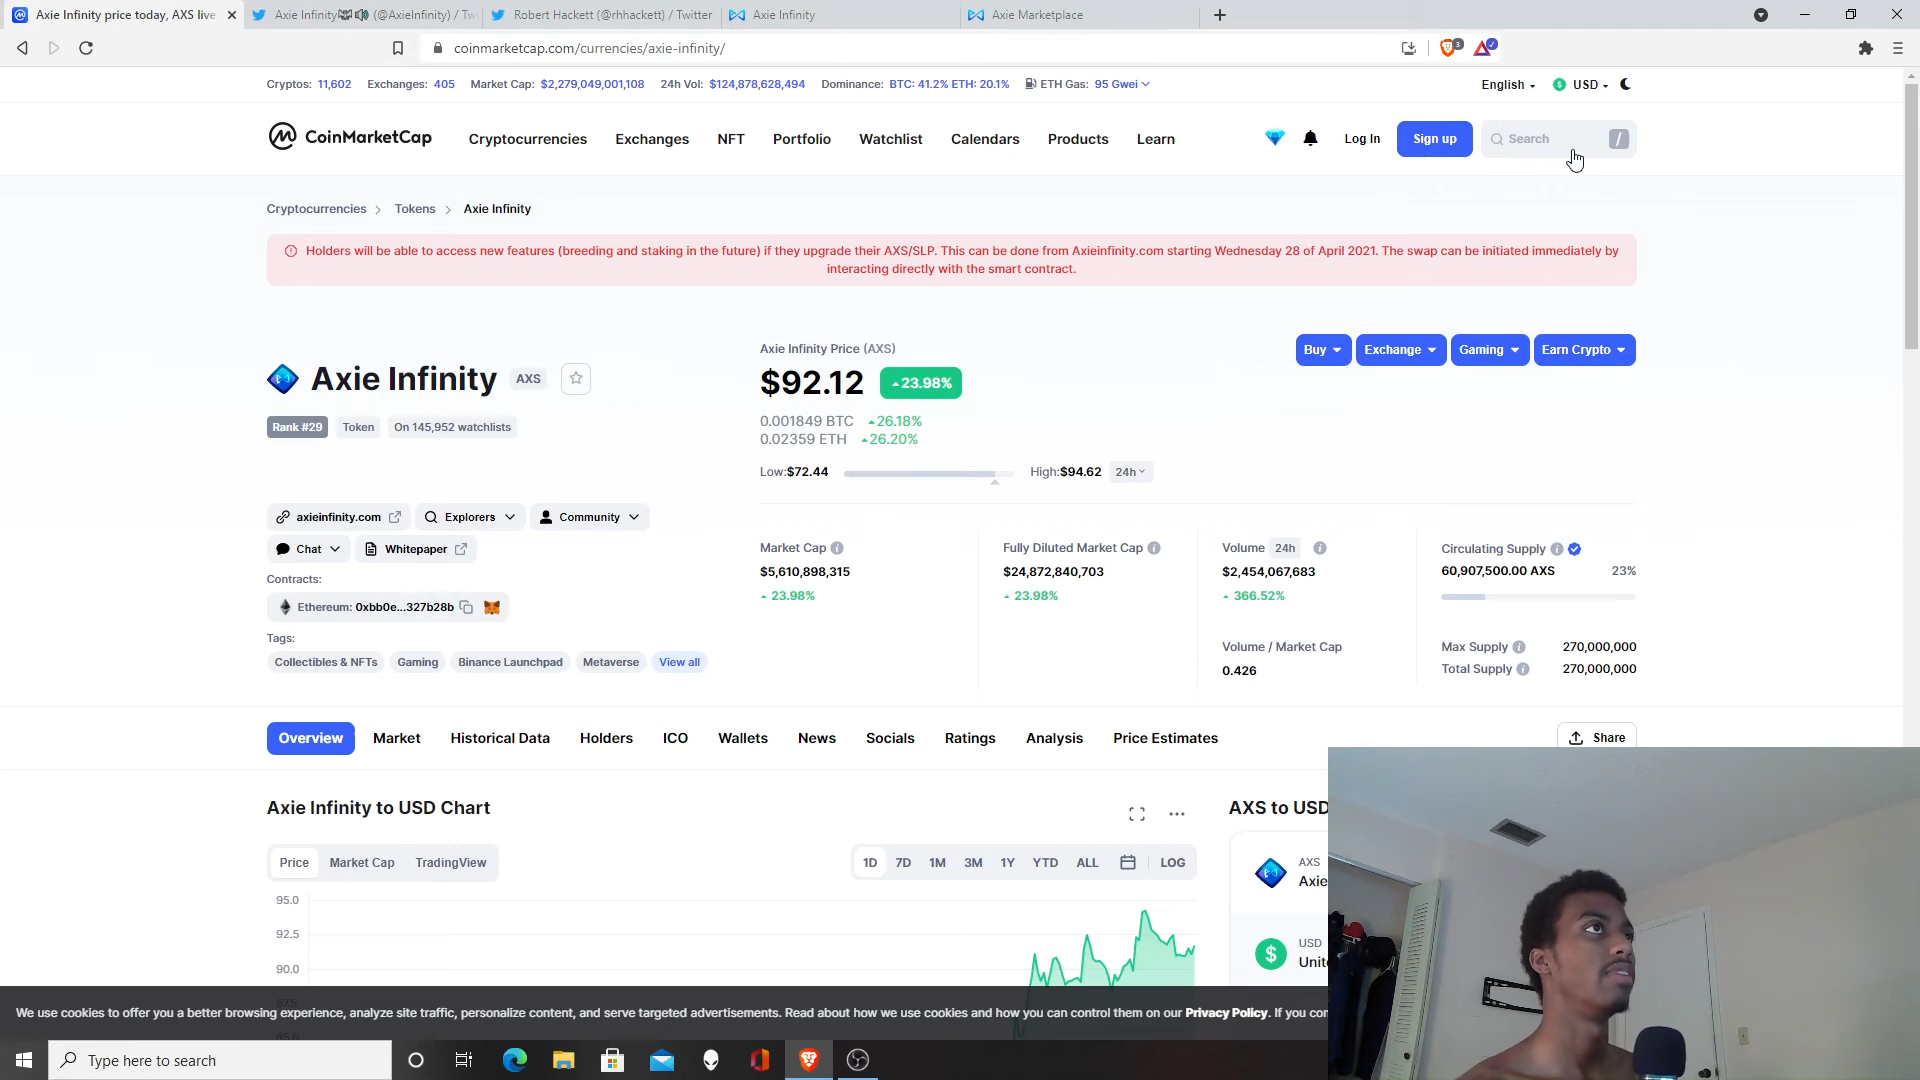 Axie Infinity price today, AXS live
Axie Infinity (@AxieInfinity) / Tw
Robert Hackett (@rhhackett) / Twitter
Axie Infinity
Axie Marketplace
coinmarketcap.com/currencies/axie-infinity/
3
Cryptos: 11,602 Exchanges: 405 Market Cap: $2,279,049,001,108 24h Vol: $124,878,628,494 Dominance: BTC: 41.2% ETH: 20.1% ETH Gas: 95 Gwei
English USD
CoinMarketCap
Cryptocurrencies Exchanges NFT Portfolio Watchlist Calendars Products Learn
Log In Sign up Search /
Cryptocurrencies > Tokens > Axie Infinity
Holders will be able to access new features (breeding and staking in the future) if they upgrade their AXS/SLP. This can be done from Axieinfinity.com starting Wednesday 28 of April 2021. The swap can be initiated immediately by
interacting directly with the smart contract.
Axie Infinity AXS
Rank #29 Token On 145,952 watchlists
Axie Infinity Price (AXS)
$92.12 23.98%
0.001849 BTC 26.18%
0.02359 ETH 26.20%
Low:$72.44 High:$94.62 24h
Buy Exchange Gaming Earn Crypto
axieinfinity.com Explorers Community
Chat Whitepaper
Contracts:
Ethereum: 0xbb0e...327b28b
Tags:
Collectibles & NFTs Gaming Binance Launchpad Metaverse View all
Market Cap
$5,610,898,315
23.98%
Fully Diluted Market Cap
$24,872,840,703
23.98%
Volume 24h
$2,454,067,683
366.52%
Volume / Market Cap
0.426
Circulating Supply
60,907,500.00 AXS 23%
Max Supply 270,000,000
Total Supply 270,000,000
Overview Market Historical Data Holders ICO Wallets News Socials Ratings Analysis Price Estimates
Share
Axie Infinity to USD Chart
Price Market Cap TradingView
1D 7D 1M 3M 1Y YTD ALL LOG
95.0
92.5
90.0
87.5
85.0
AXS to USD
AXS
Axie
USD
Unit
$
We use cookies to offer you a better browsing experience, analyze site traffic, personalize content, and serve targeted advertisements. Read about how we use cookies and how you can control them on our Privacy Policy. If you con
Type here to search